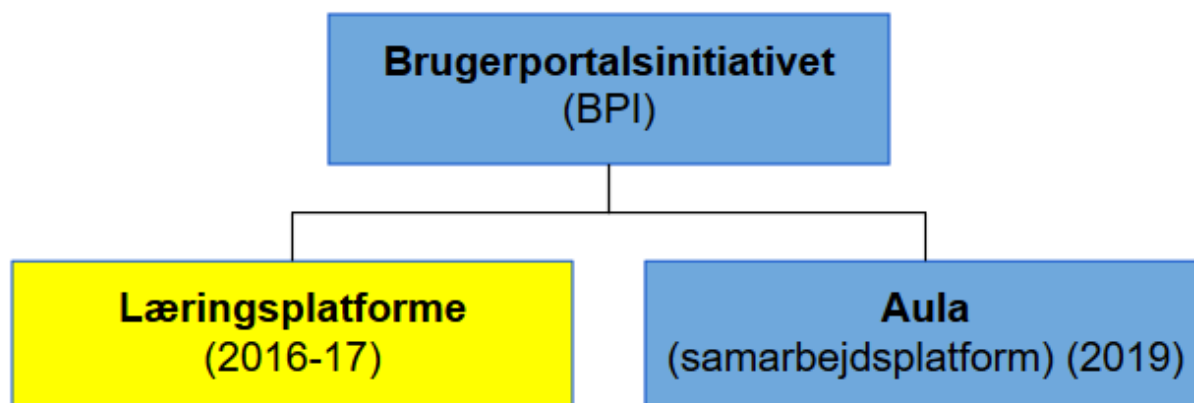 Brugerportalsinitiativet
(BPI)
Læringsplatforme
(2016-17)
Aula
(samarbejdsplatform) (2019)